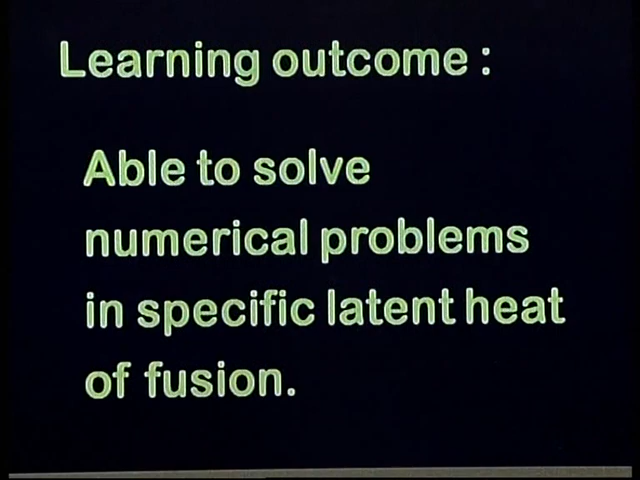 Learning outcome :
Able to solve
numerical problems
in specific latent heat
of fusion.